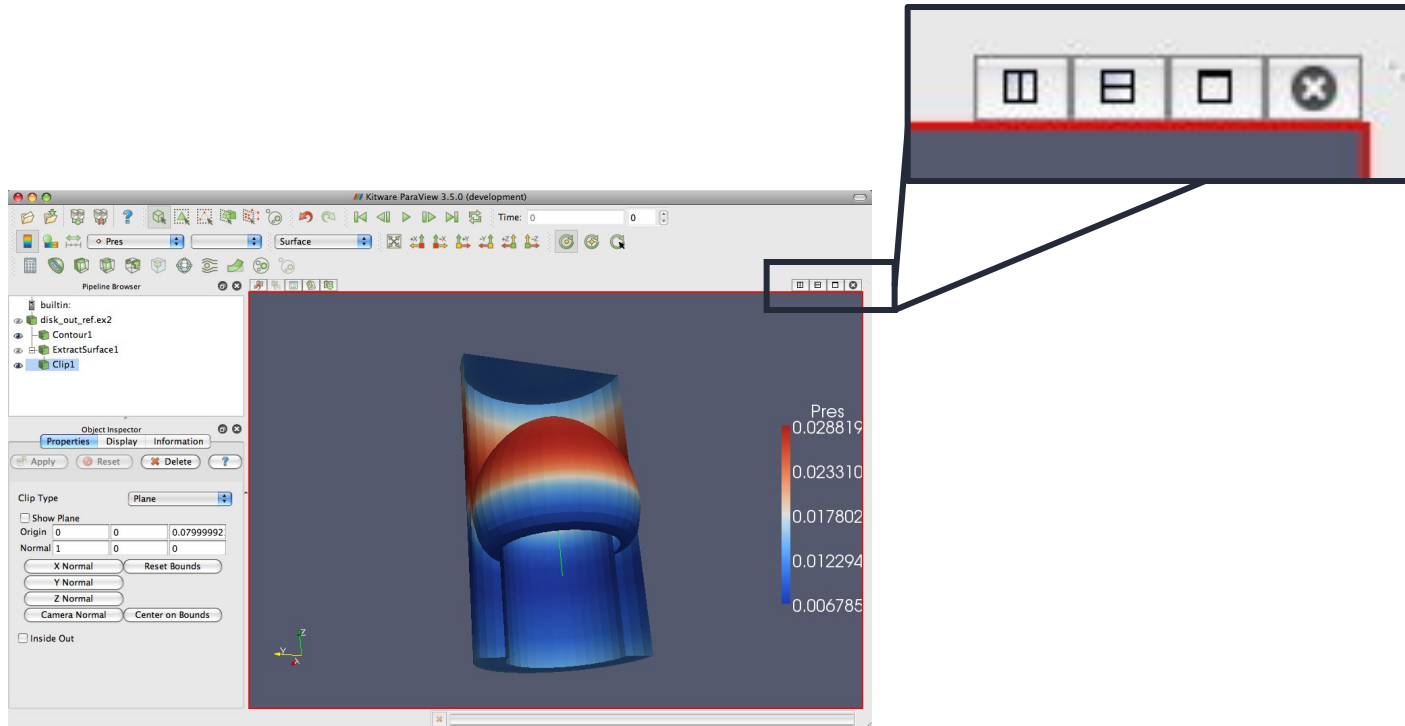 Kitware ParaView 3.5.0 (development)
Time: 0 0
Pres Surface
+X -X +Y -Y +Z -Z
Pipeline Browser
builtin:
disk_out_ref.ex2
Contour1
ExtractSurface1
Clip1
Object Inspector
Properties Display Information
Apply Reset Delete ?
Clip Type Plane
Show Plane
Origin 0 0 0.07999992
Normal 1 0 0
X Normal Reset Bounds
Y Normal
Z Normal
Camera Normal Center on Bounds
Inside Out
Pres
0.028819
0.023310
0.017802
0.012294
0.006785
Z
Y
X